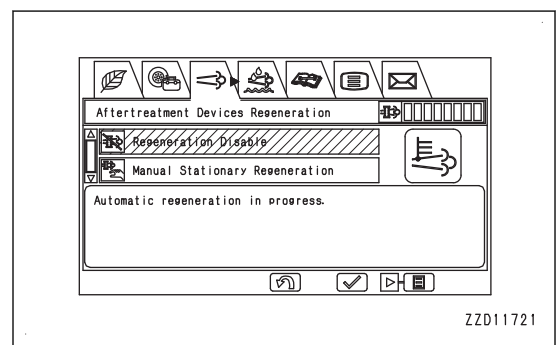 Aftertreatment Devices Regeneration
Regeneration Disable
Manual Stationary Regeneration
Automatic regeneration in progress.
ZZD11721